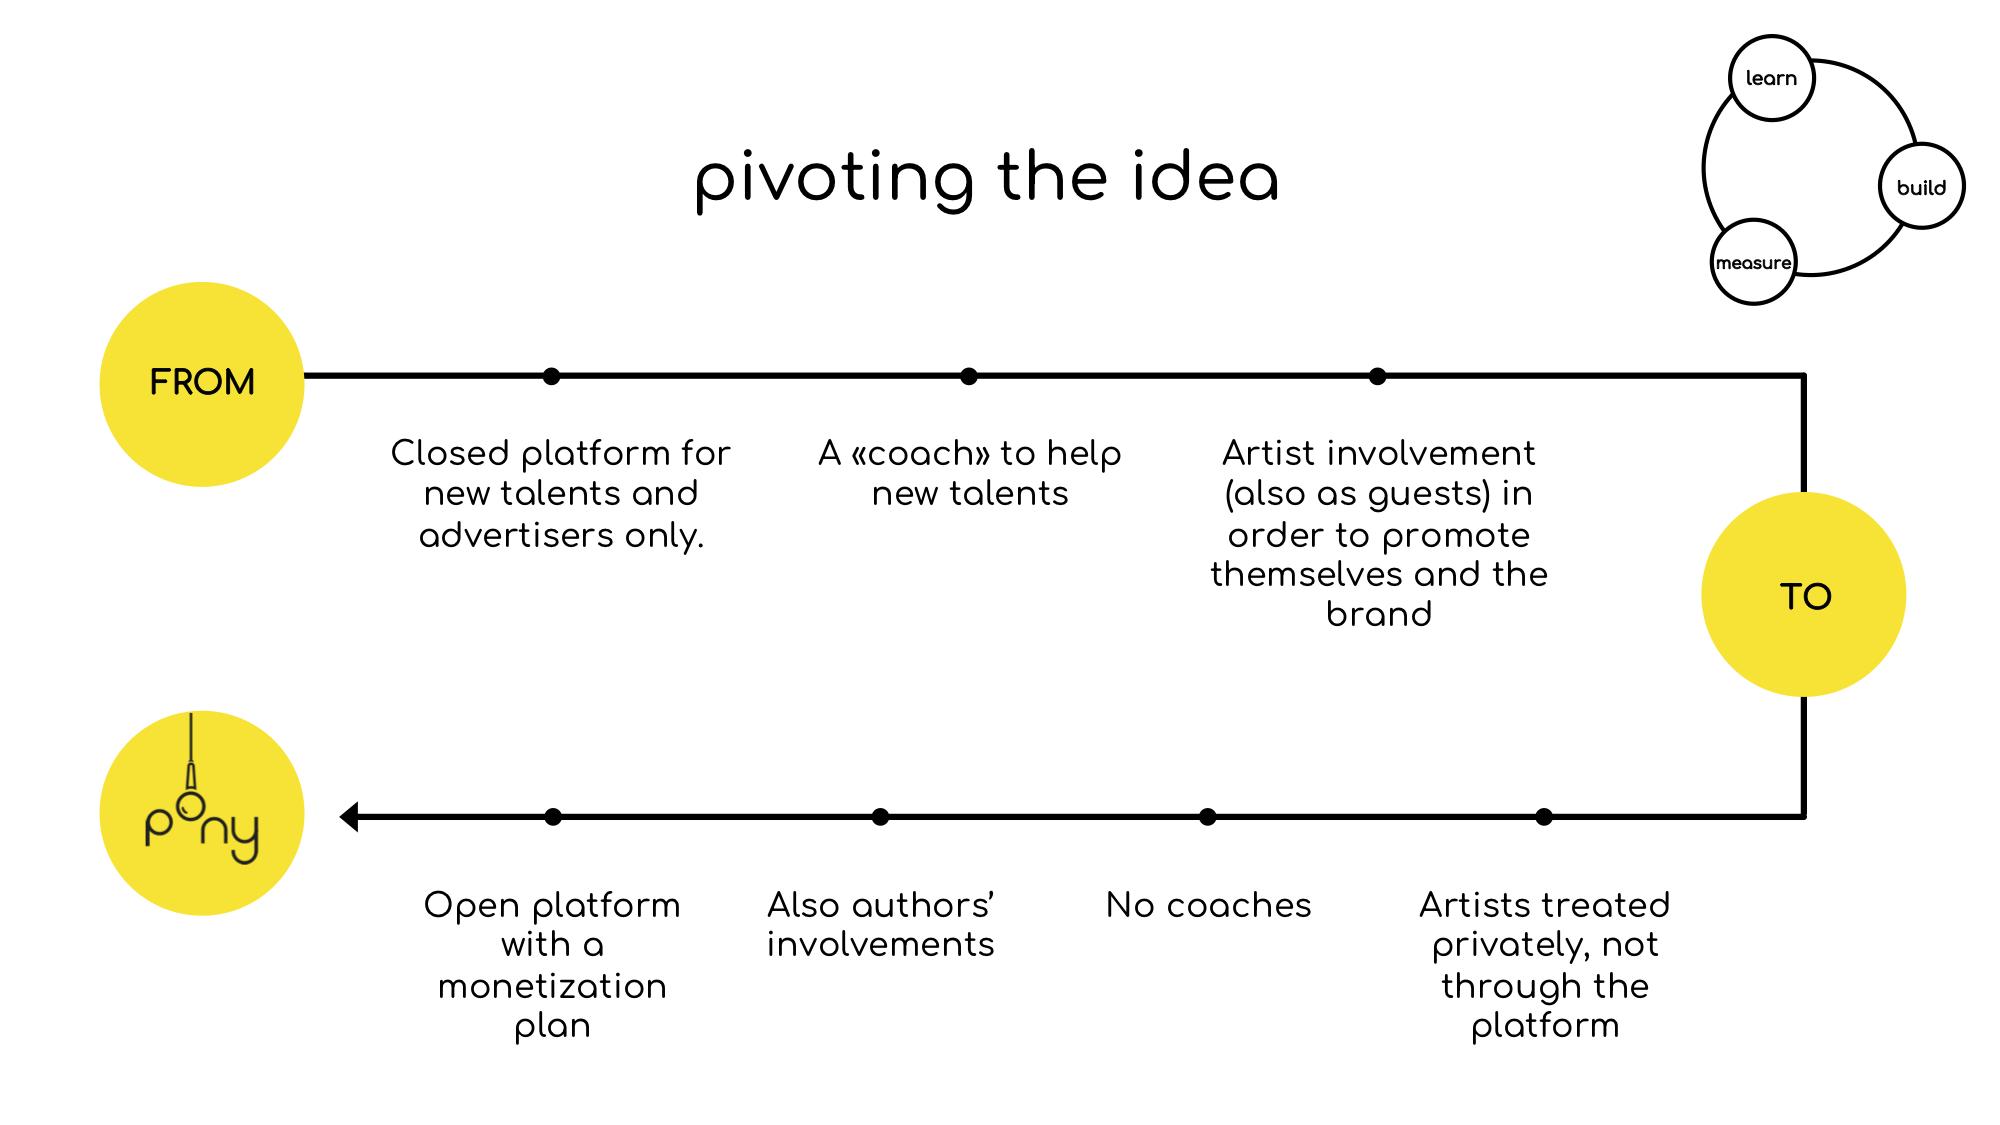 learn
build
measure
pivoting the idea
FROM
Closed platform for
new talents and
advertisers only.
A «coach» to help
new talents
Artist involvement
(also as guests) in
order to promote
themselves and the
brand
TO
Artists treated
privately, not
through the
platform
No coaches
Also authors’
involvements
Open platform
with a
monetization
plan
pony